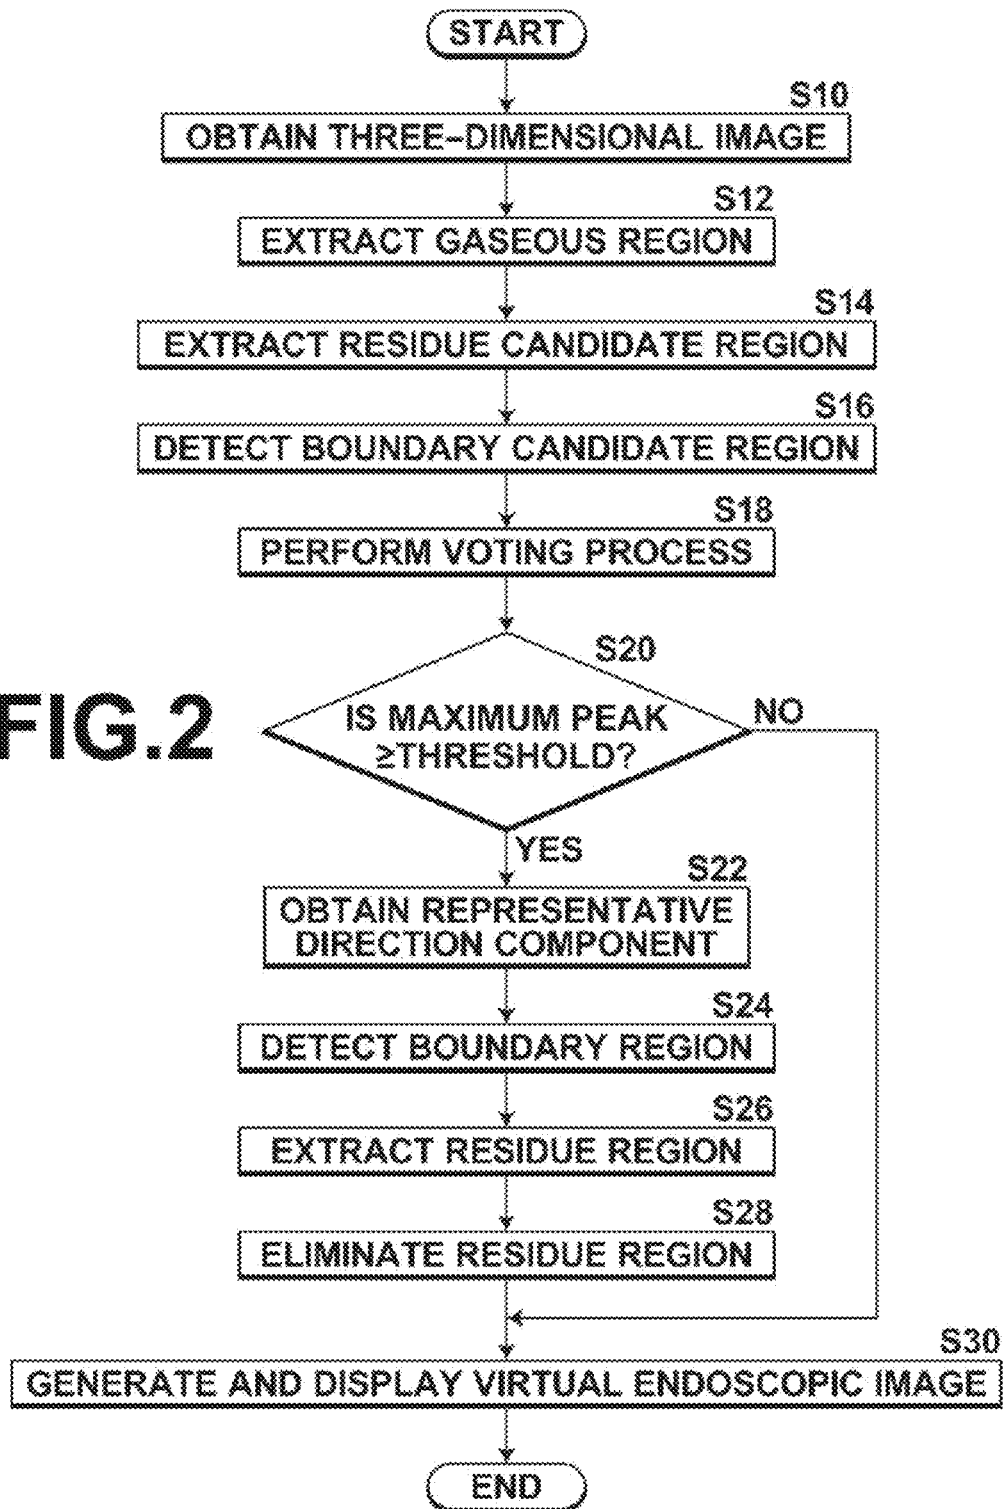 START
S10
OBTAIN THREE-DIMENSIONAL IMAGE
S12
EXTRACT GASEOUS REGION
S14
EXTRACT RESIDUE CANDIDATE REGION
S16
DETECT BOUNDARY CANDIDATE REGION
S18
PERFORM VOTING PROCESS
S20
FIG.2
IS MAXIMUM PEAK
≥THRESHOLD?
NO
YES
S22
OBTAIN REPRESENTATIVE
DIRECTION COMPONENT
S24
DETECT BOUNDARY REGION
S26
EXTRACT RESIDUE REGION
S28
ELIMINATE RESIDUE REGION
S30
GENERATE AND DISPLAY VIRTUAL ENDOSCOPIC IMAGE
END